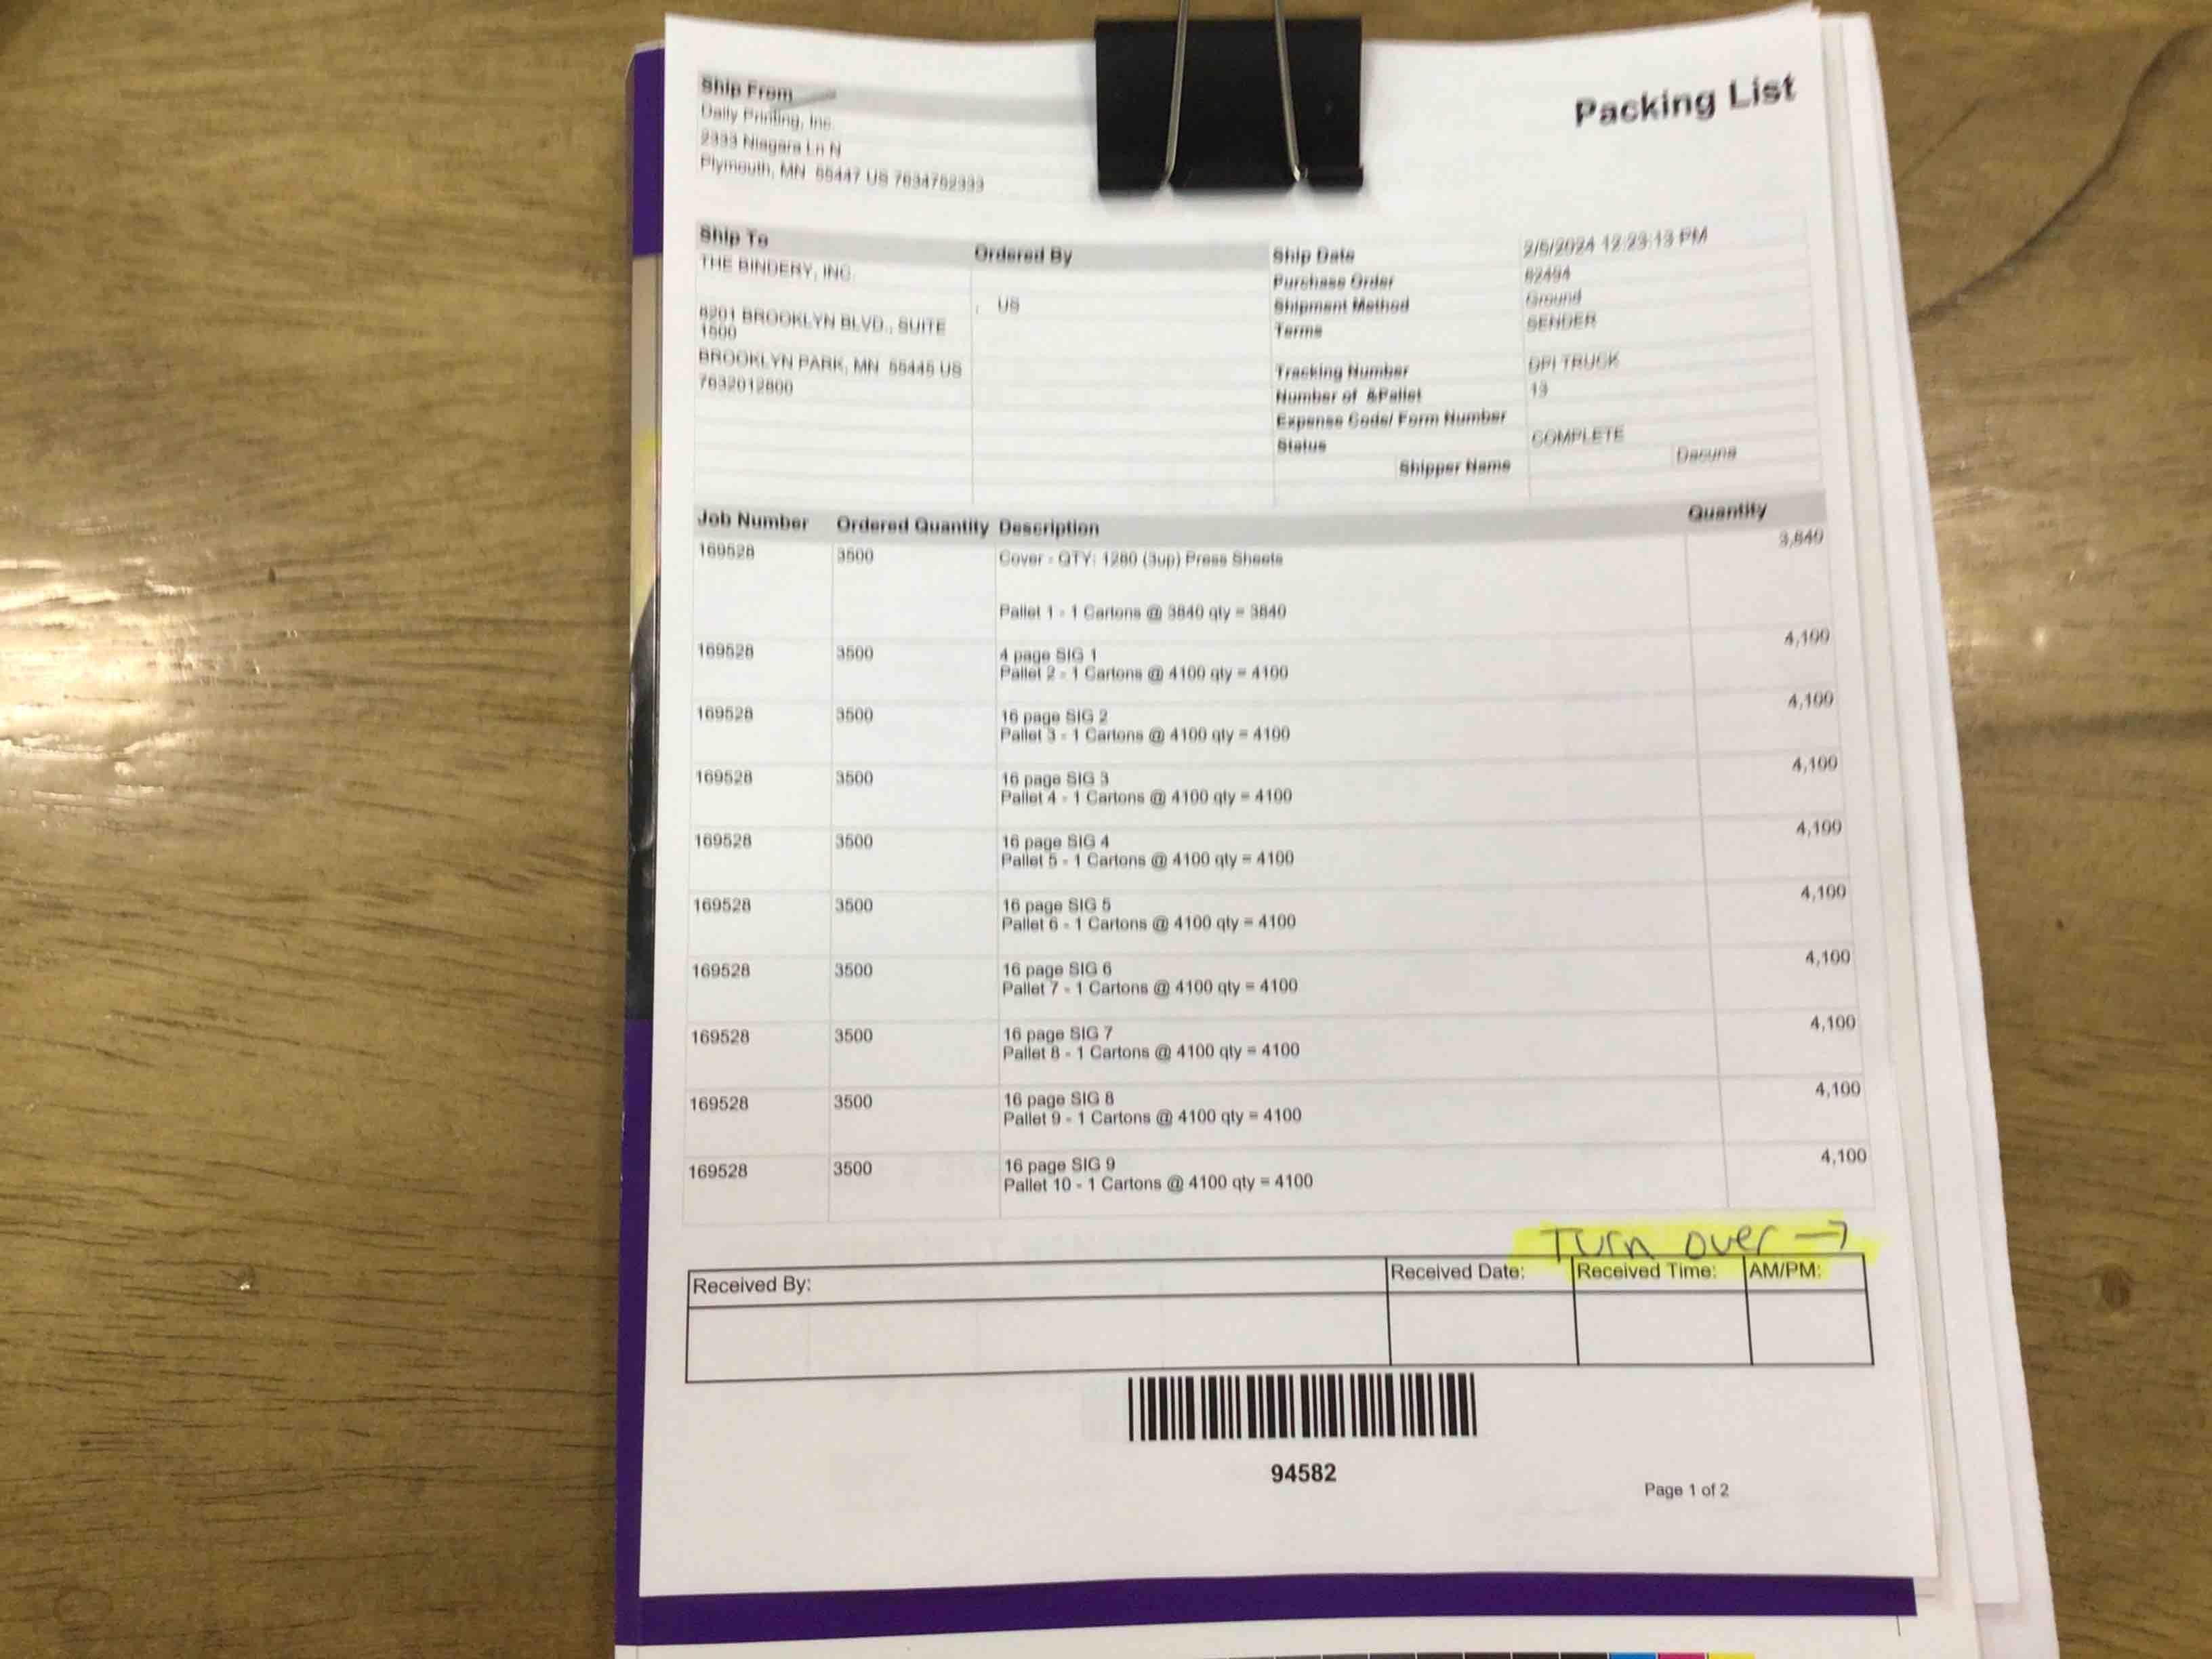 Packing List
Ship From
Daily Printing, Inc.
2333 Niagara Ln N
Plymouth, MN 55447 US 7634752333
Ship To
THE BINDERY, INC.
8201 BROOKLYN BLVD., SUITE
1500
BROOKLYN PARK, MN 55445 US
7632012800
Ordered By
, US
Ship Date 2/5/2024 12:23:13 PM
Purchase Order 62494
Shipment Method Ground
Terms SENDER
Tracking Number DPI TRUCK
Number of &Pallet 13
Expense Code/ Form Number
Status COMPLETE
Shipper Name
Job Number Ordered Quantity Description Quantity
169528 3500 Cover - QTY: 1280 (3up) Press Sheets 3,840
Pallet 1 - 1 Cartons @ 3840 qty = 3840
169528 3500 4 page SIG 1 4,100
Pallet 2 - 1 Cartons @ 4100 qty = 4100
169528 3500 16 page SIG 2 4,100
Pallet 3 - 1 Cartons @ 4100 qty = 4100
169528 3500 16 page SIG 3 4,100
Pallet 4 - 1 Cartons @ 4100 qty = 4100
169528 3500 16 page SIG 4 4,100
Pallet 5 - 1 Cartons @ 4100 qty = 4100
169528 3500 16 page SIG 5 4,100
Pallet 6 - 1 Cartons @ 4100 qty = 4100
169528 3500 16 page SIG 6 4,100
Pallet 7 - 1 Cartons @ 4100 qty = 4100
169528 3500 16 page SIG 7 4,100
Pallet 8 - 1 Cartons @ 4100 qty = 4100
169528 3500 16 page SIG 8 4,100
Pallet 9 - 1 Cartons @ 4100 qty = 4100
169528 3500 16 page SIG 9 4,100
Pallet 10 - 1 Cartons @ 4100 qty = 4100
Turn over →
Received By: Received Date: Received Time: AM/PM:
94582
Page 1 of 2